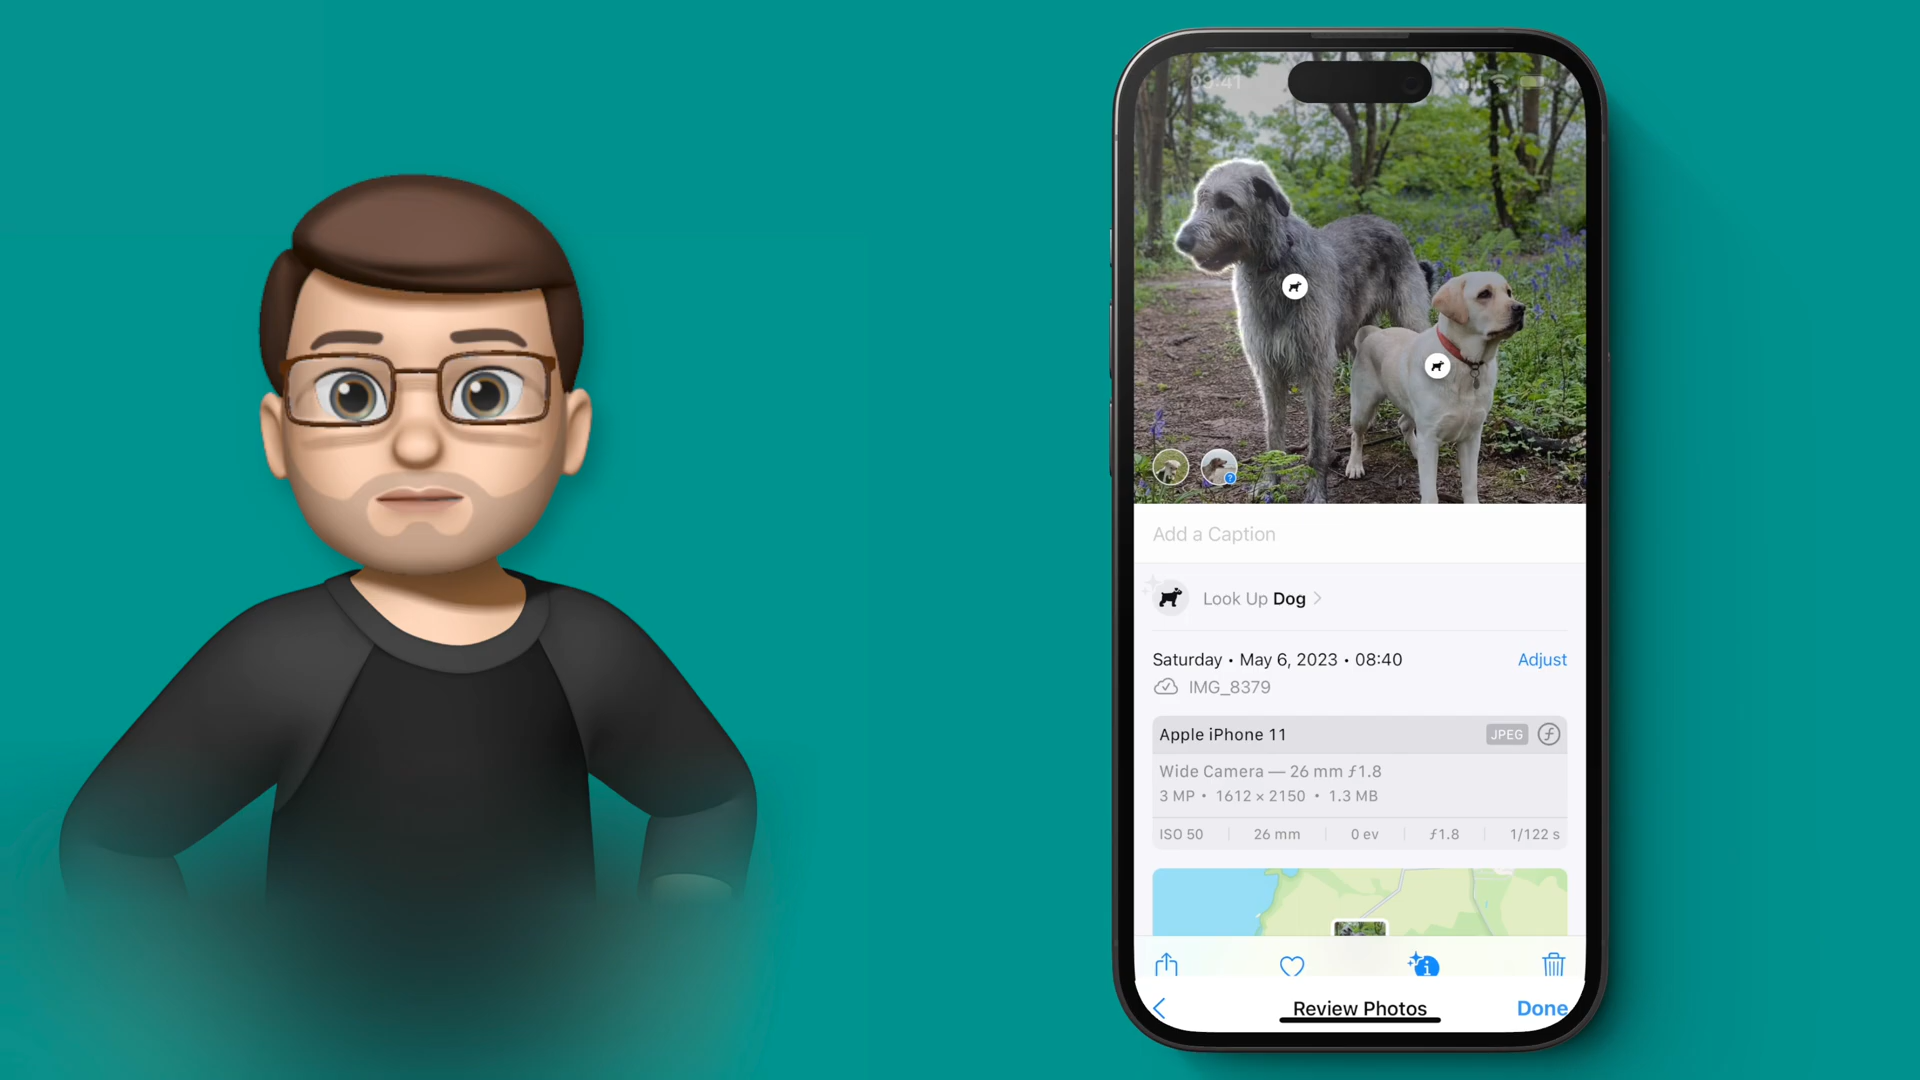 09:41
Add a Caption
Look Up Dog
Saturday • May 6, 2023 • 08:40
Adjust
IMG_8379
Apple iPhone 11
JPEG
Wide Camera — 26 mm ƒ1.8
3 MP • 1612 × 2150 • 1.3 MB
ISO 50
26 mm
0 ev
ƒ1.8
1/122 s
Review Photos
Done